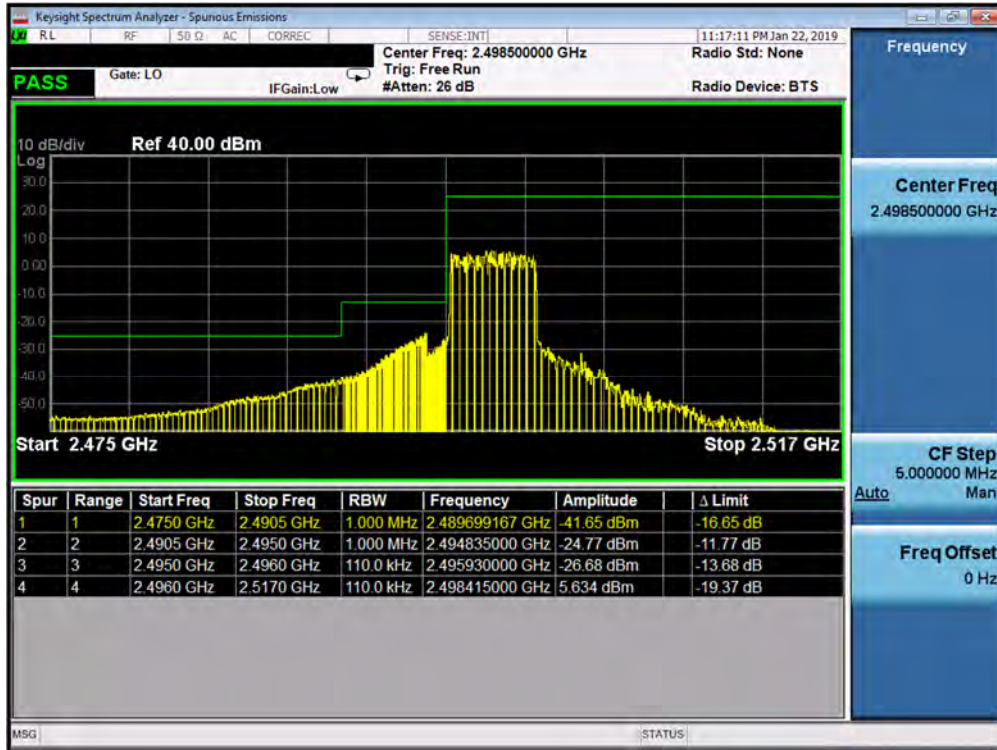 Keysight Spectrum Analyzer - Spurious Emissions
LXI RL RF 50 Ω AC CORREC SENSE:INT 11:17:11 PM Jan 22, 2019
Center Freq: 2.498500000 GHz Radio Std: None
PASS Gate: LO Trig: Free Run
IFGain:Low #Atten: 26 dB Radio Device: BTS
10 dB/div Ref 40.00 dBm
Log
30.0
20.0
10.0
0.00
-10.0
-20.0
-30.0
-40.0
-50.0
Start 2.475 GHz Stop 2.517 GHz
Spur Range Start Freq Stop Freq RBW Frequency Amplitude Δ Limit
1 1 2.4750 GHz 2.4905 GHz 1.000 MHz 2.489699167 GHz -41.65 dBm -16.65 dB
2 2 2.4905 GHz 2.4950 GHz 1.000 MHz 2.494835000 GHz -24.77 dBm -11.77 dB
3 3 2.4950 GHz 2.4960 GHz 110.0 kHz 2.495930000 GHz -26.68 dBm -13.68 dB
4 4 2.4960 GHz 2.5170 GHz 110.0 kHz 2.498415000 GHz 5.634 dBm -19.37 dB
MSG STATUS
Frequency
Center Freq
2.498500000 GHz
CF Step
5.000000 MHz
Auto Man
Freq Offset
0 Hz